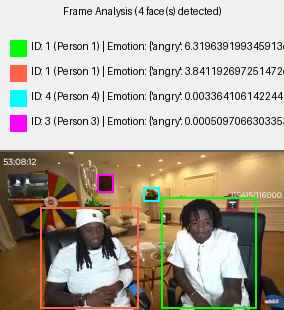 Frame Analysis (4 face(s) detected)
ID: 1 (Person 1) | Emotion: {'angry': 6.319639199345913
ID: 1 (Person 1) | Emotion: {'angry': 3.841192697251472
ID: 4 (Person 4) | Emotion: {'angry': 0.003364106142244
ID: 3 (Person 3) | Emotion: {'angry': 0.000509706630335
53:08:12